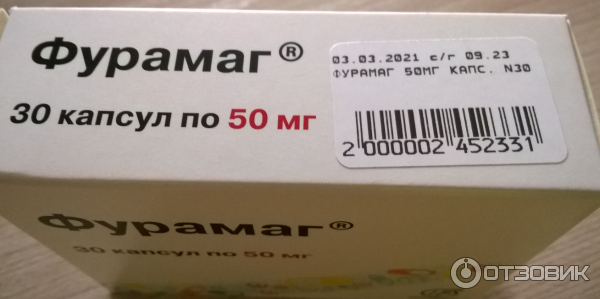 Фурамаг®
30 капсул по 50 мг
03.03.2021 с/г 09.23
ФУРАМАГ 50МГ КАПС. N30
2 000002 452331
Фурамаг®
30 капсул по 50 мг
ОТЗОВИК